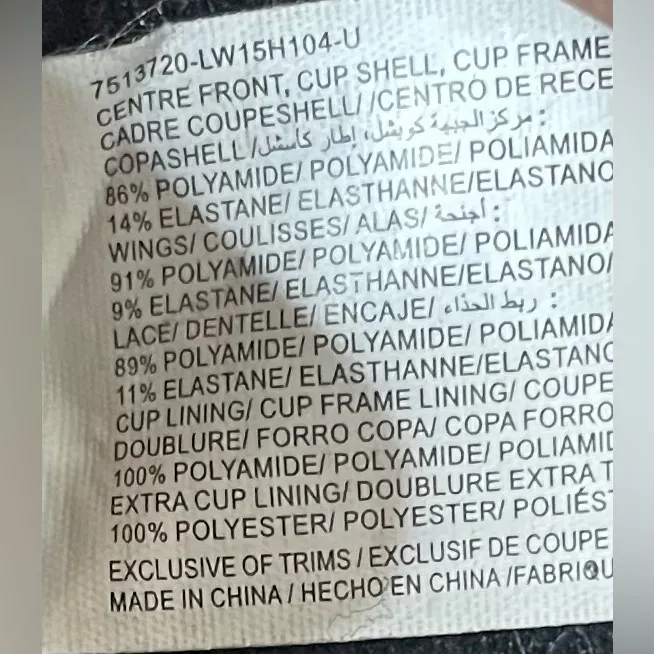 7513720-LW15H104-U
CENTRE FRONT, CUP SHELL, CUP FRAME
CADRE COUPESHELL/ /CENTRO DE RECE
COPASHELL / مركز الجبهة كوبشل، إطار كاسشل :
86% POLYAMIDE/ POLYAMIDE/ POLIAMIDA
14% ELASTANE/ ELASTHANNE/ELASTANO
WINGS/ COULISSES/ ALAS/ أجنحة :
91% POLYAMIDE/ POLYAMIDE/ POLIAMIDA
9% ELASTANE/ ELASTHANNE/ELASTANO/
LACE/ DENTELLE/ ENCAJE/ ربط الحذاء :
89% POLYAMIDE/ POLYAMIDE/ POLIAMIDA
11% ELASTANE/ ELASTHANNE/ELASTANO
CUP LINING/ CUP FRAME LINING/ COUPE
DOUBLURE/ FORRO COPA/ COPA FORRO
100% POLYAMIDE/ POLYAMIDE/ POLIAMID
EXTRA CUP LINING/ DOUBLURE EXTRA T
100% POLYESTER/ POLYESTER/ POLIÉST
EXCLUSIVE OF TRIMS / EXCLUSIF DE COUPE
MADE IN CHINA / HECHO EN CHINA /FABRIQU